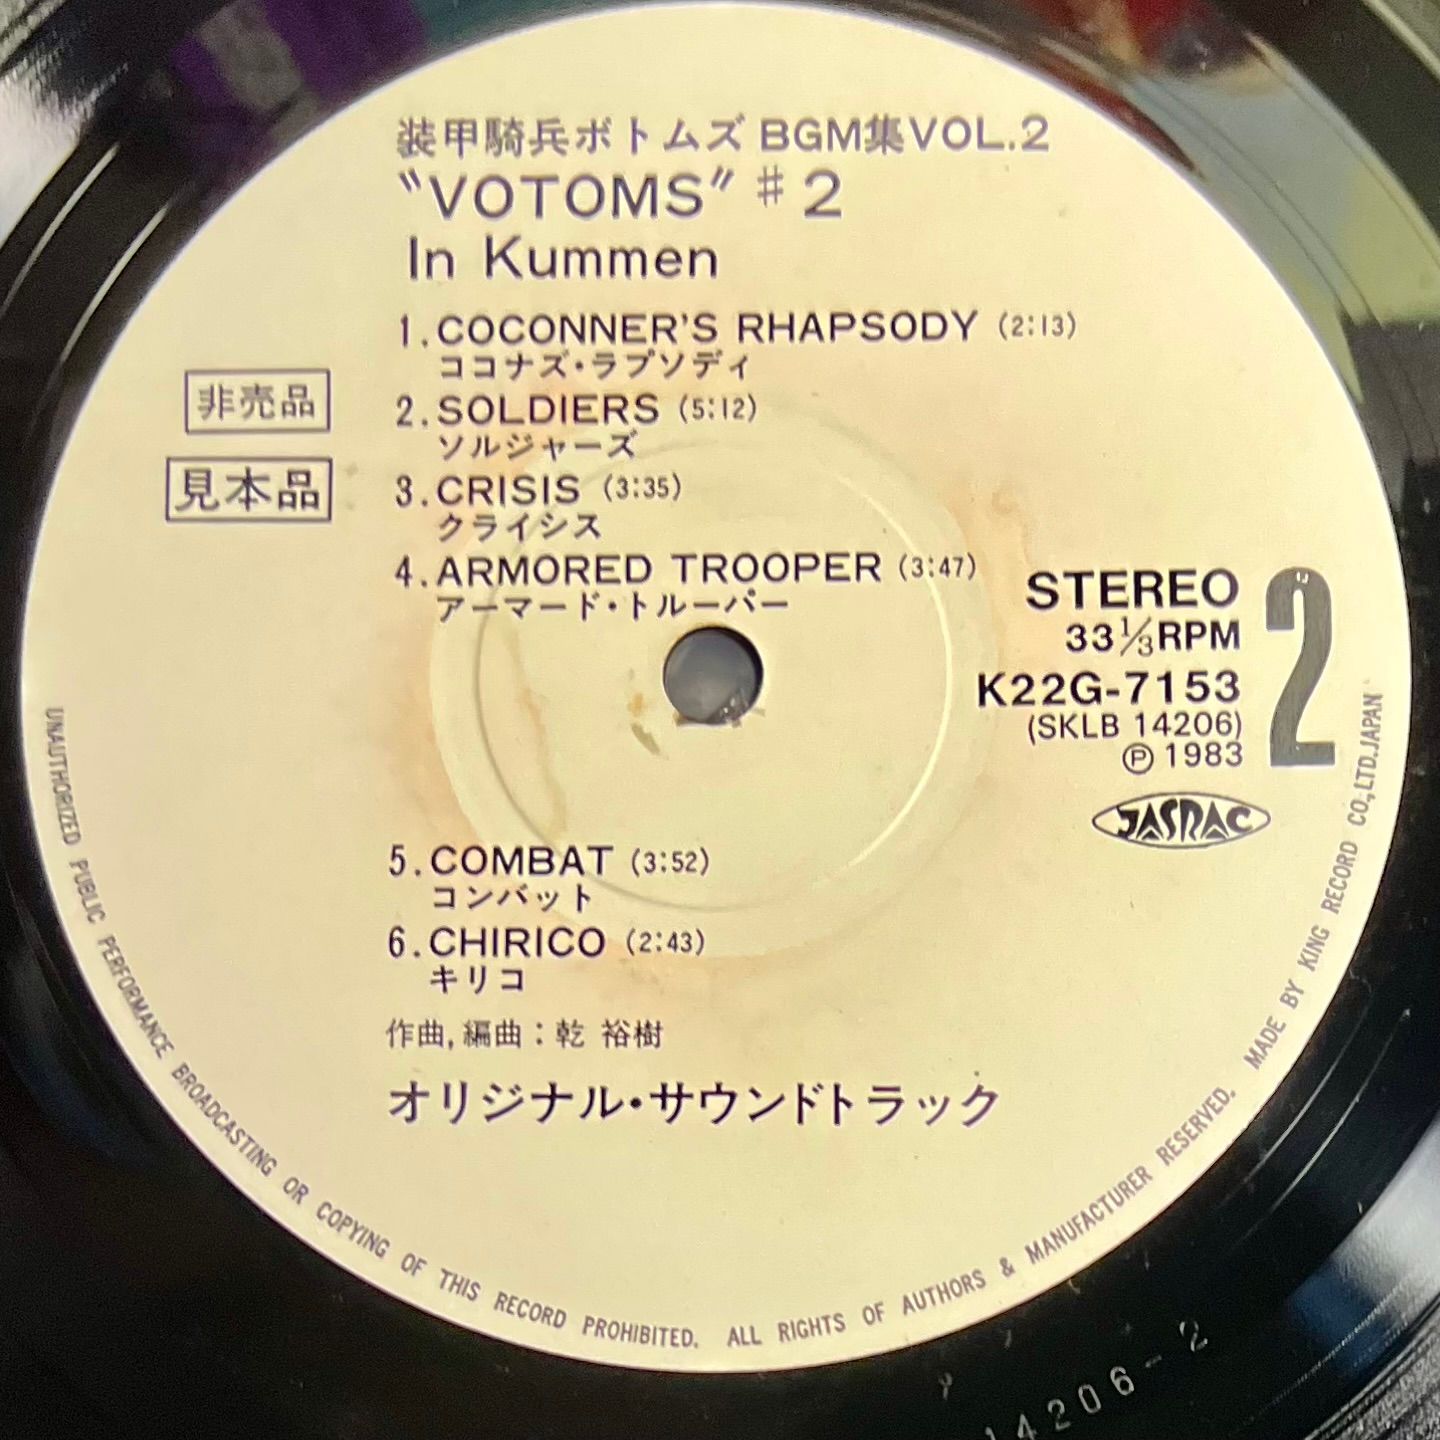 装甲騎兵ボトムズ BGM集VOL.2
“VOTOMS” ♯2
In Kummen
1.COCONNER'S RHAPSODY (2:13)
ココナズ・ラプソディ
2.SOLDIERS (5:12)
ソルジャーズ
3.CRISIS (3:35)
クライシス
4.ARMORED TROOPER (3:47)
アーマード・トルーパー
非売品
見本品
STEREO
33⅓RPM
K22G-7153
(SKLB 14206)
Ⓟ 1983
2
JASRAC
5.COMBAT (3:52)
コンバット
6.CHIRICO (2:43)
キリコ
作曲,編曲：乾 裕樹
オリジナル・サウンドトラック
UNAUTHORIZED PUBLIC PERFORMANCE BROADCASTING OR COPYING OF THIS RECORD PROHIBITED. ALL RIGHTS OF AUTHORS & MANUFACTURER RESERVED. MADE BY KING RECORD CO.,LTD.JAPAN
14206-2